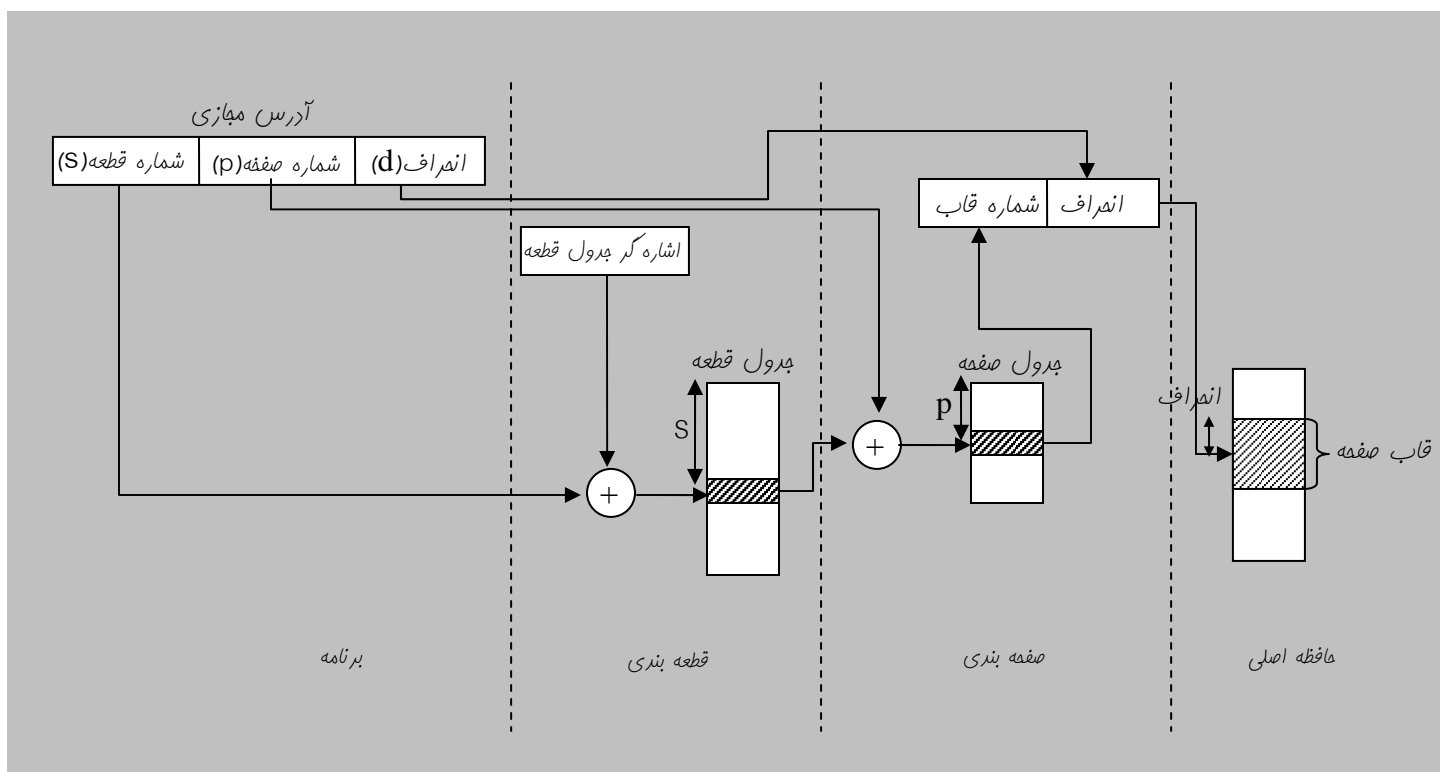 آدرس مجازی
شماره قطعه(S)
شماره صفحه(p)
انحراف(d)
شماره قاب
انحراف
اشاره گر جدول قطعه
جدول قطعه
جدول صفحه
S
p
+
+
انحراف
قاب صفحه
برنامه
قطعه بندی
صفحه بندی
حافظه اصلی